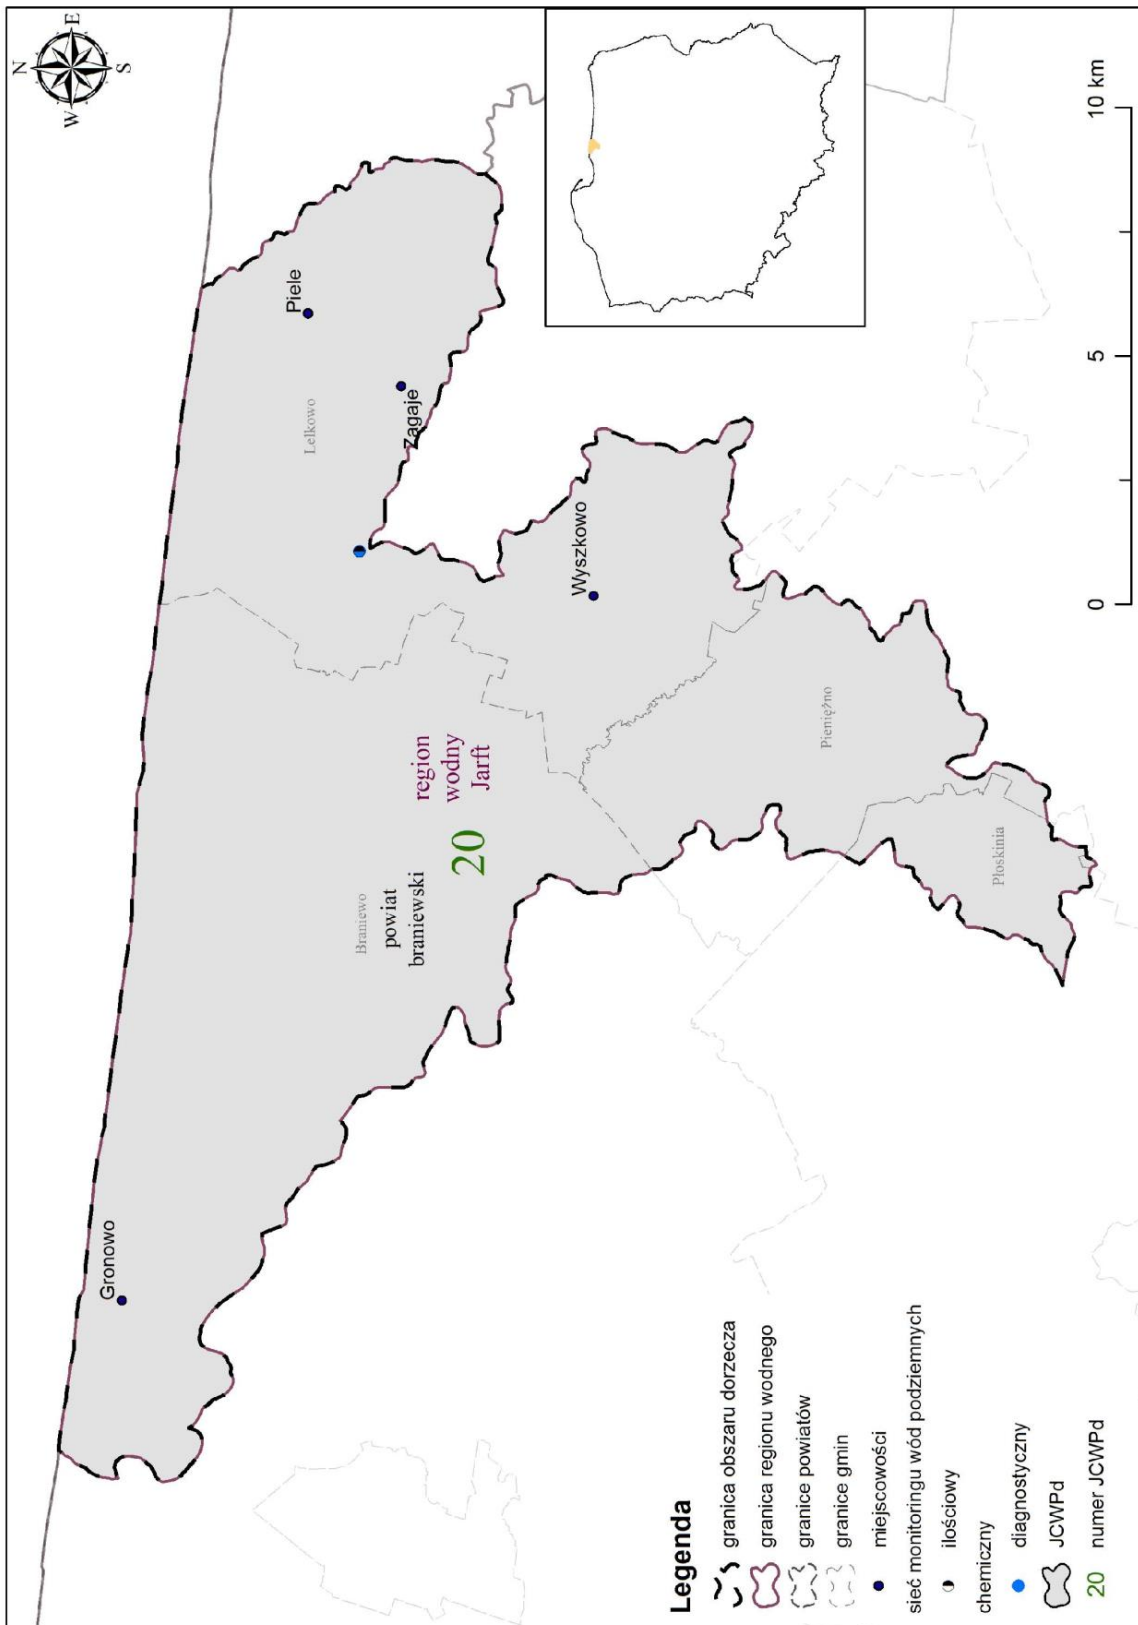 N
E
W
S
Gronowo
Piele
Lelkowo
Zagaje
Braniewo
powiat
braniewski
20
region
wodny
Jarft
Wyszkowo
Pieniężno
Płoskinia
Legenda
granica obszaru dorzecza
granica regionu wodnego
granice powiatów
granice gmin
miejscowości
sieć monitoringu wód podziemnych
ilościowy
chemiczny
diagnostyczny
JCWPd
20 numer JCWPd
0 5 10 km